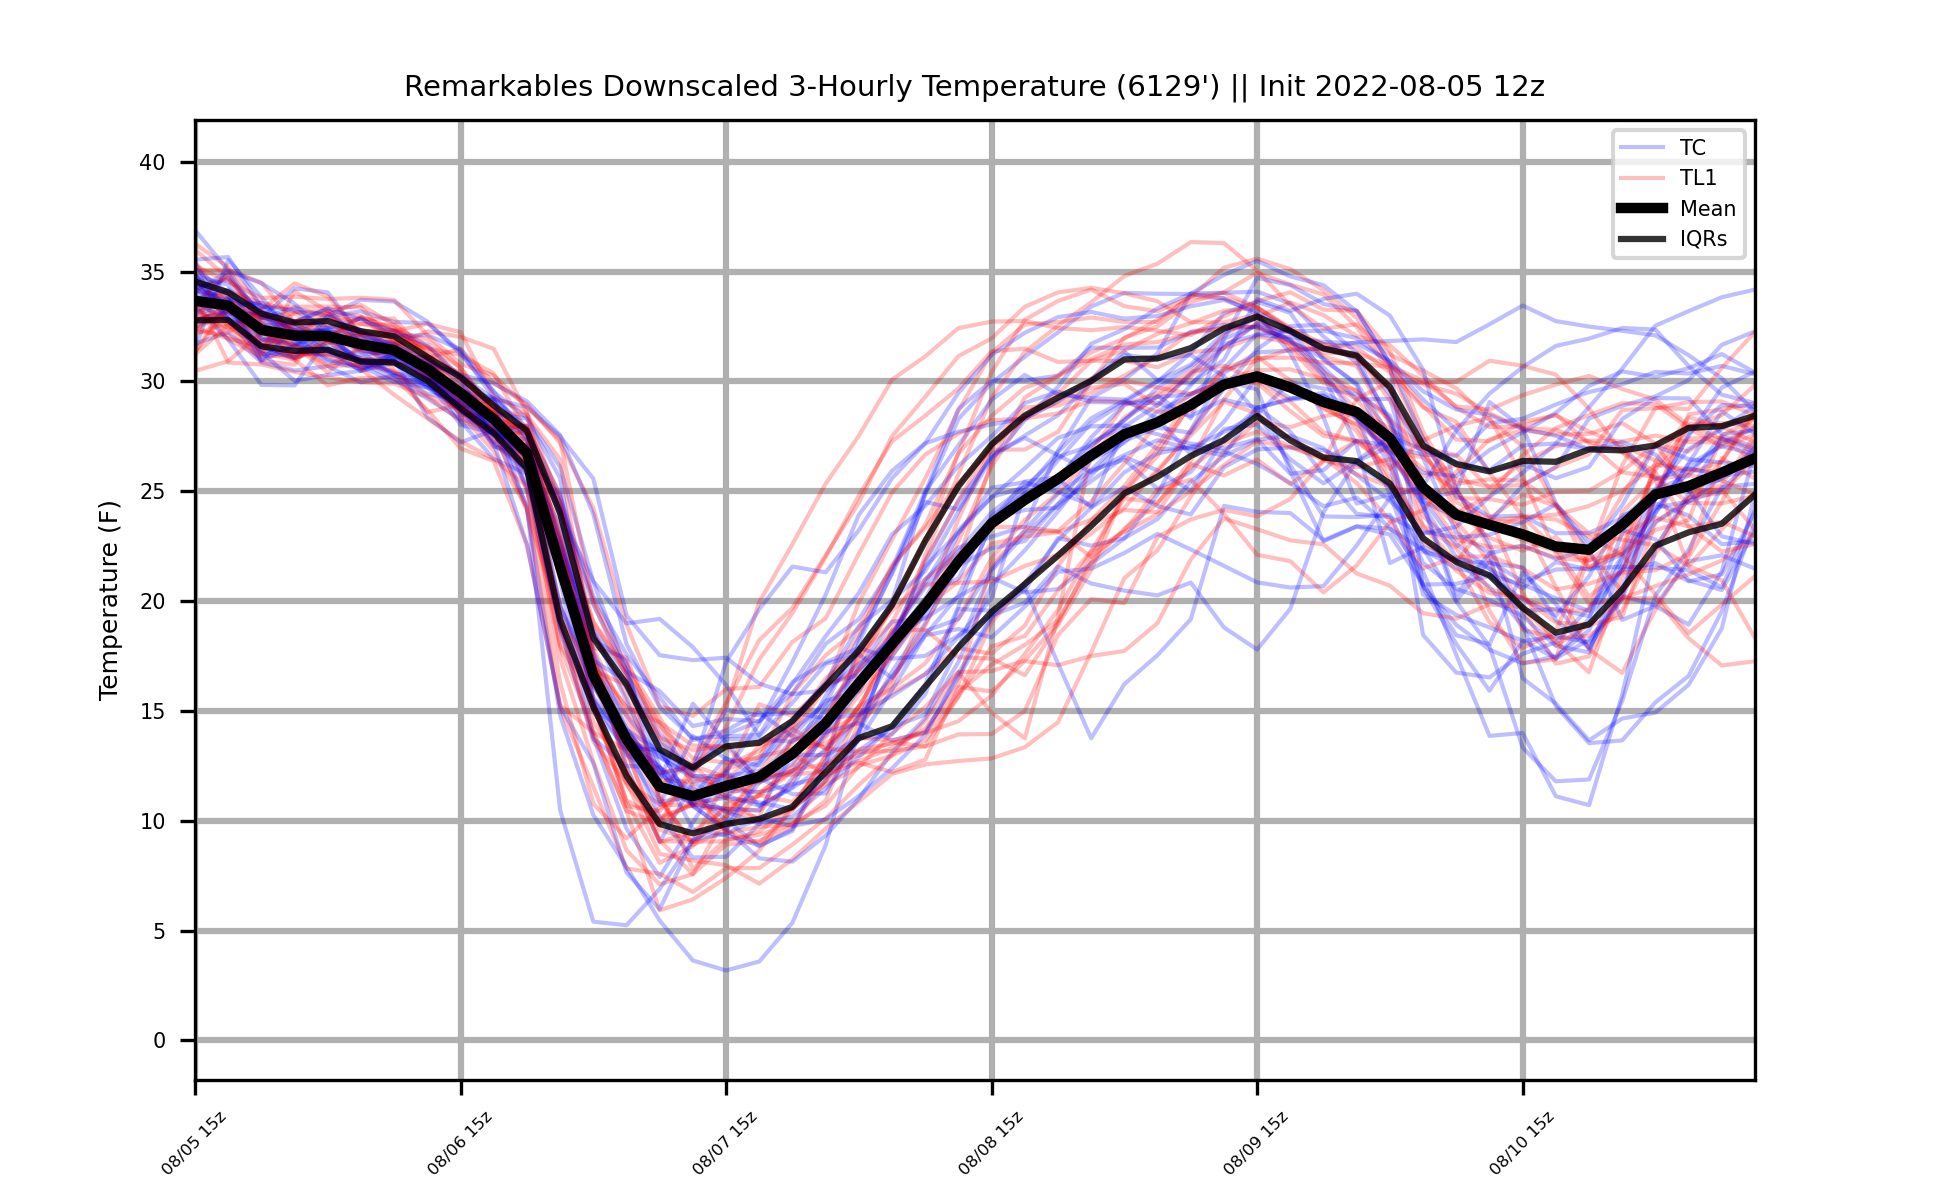 Remarkables Downscaled 3-Hourly Temperature (6129') || Init 2022-08-05 12z
TC
TL1
Mean
IQRs
Temperature (F)
40
35
30
25
20
15
10
5
0
08/05 15z
08/06 15z
08/07 15z
08/08 15z
08/09 15z
08/10 15z